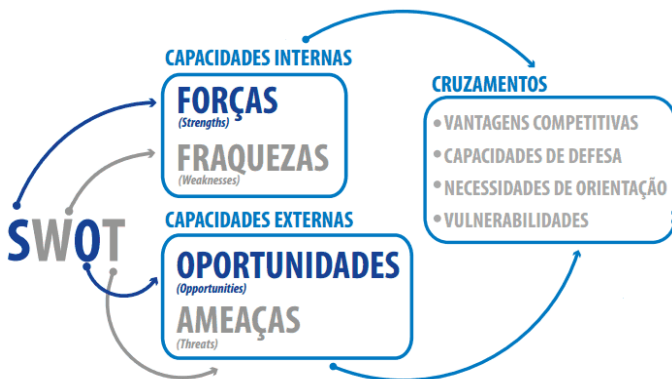 SWOT
CAPACIDADES INTERNAS
FORÇAS
(Strengths)
FRAQUEZAS
(Weaknesses)
CAPACIDADES EXTERNAS
OPORTUNIDADES
(Opportunities)
AMEAÇAS
(Threats)
CRUZAMENTOS
• VANTAGENS COMPETITIVAS
• CAPACIDADES DE DEFESA
• NECESSIDADES DE ORIENTAÇÃO
• VULNERABILIDADES